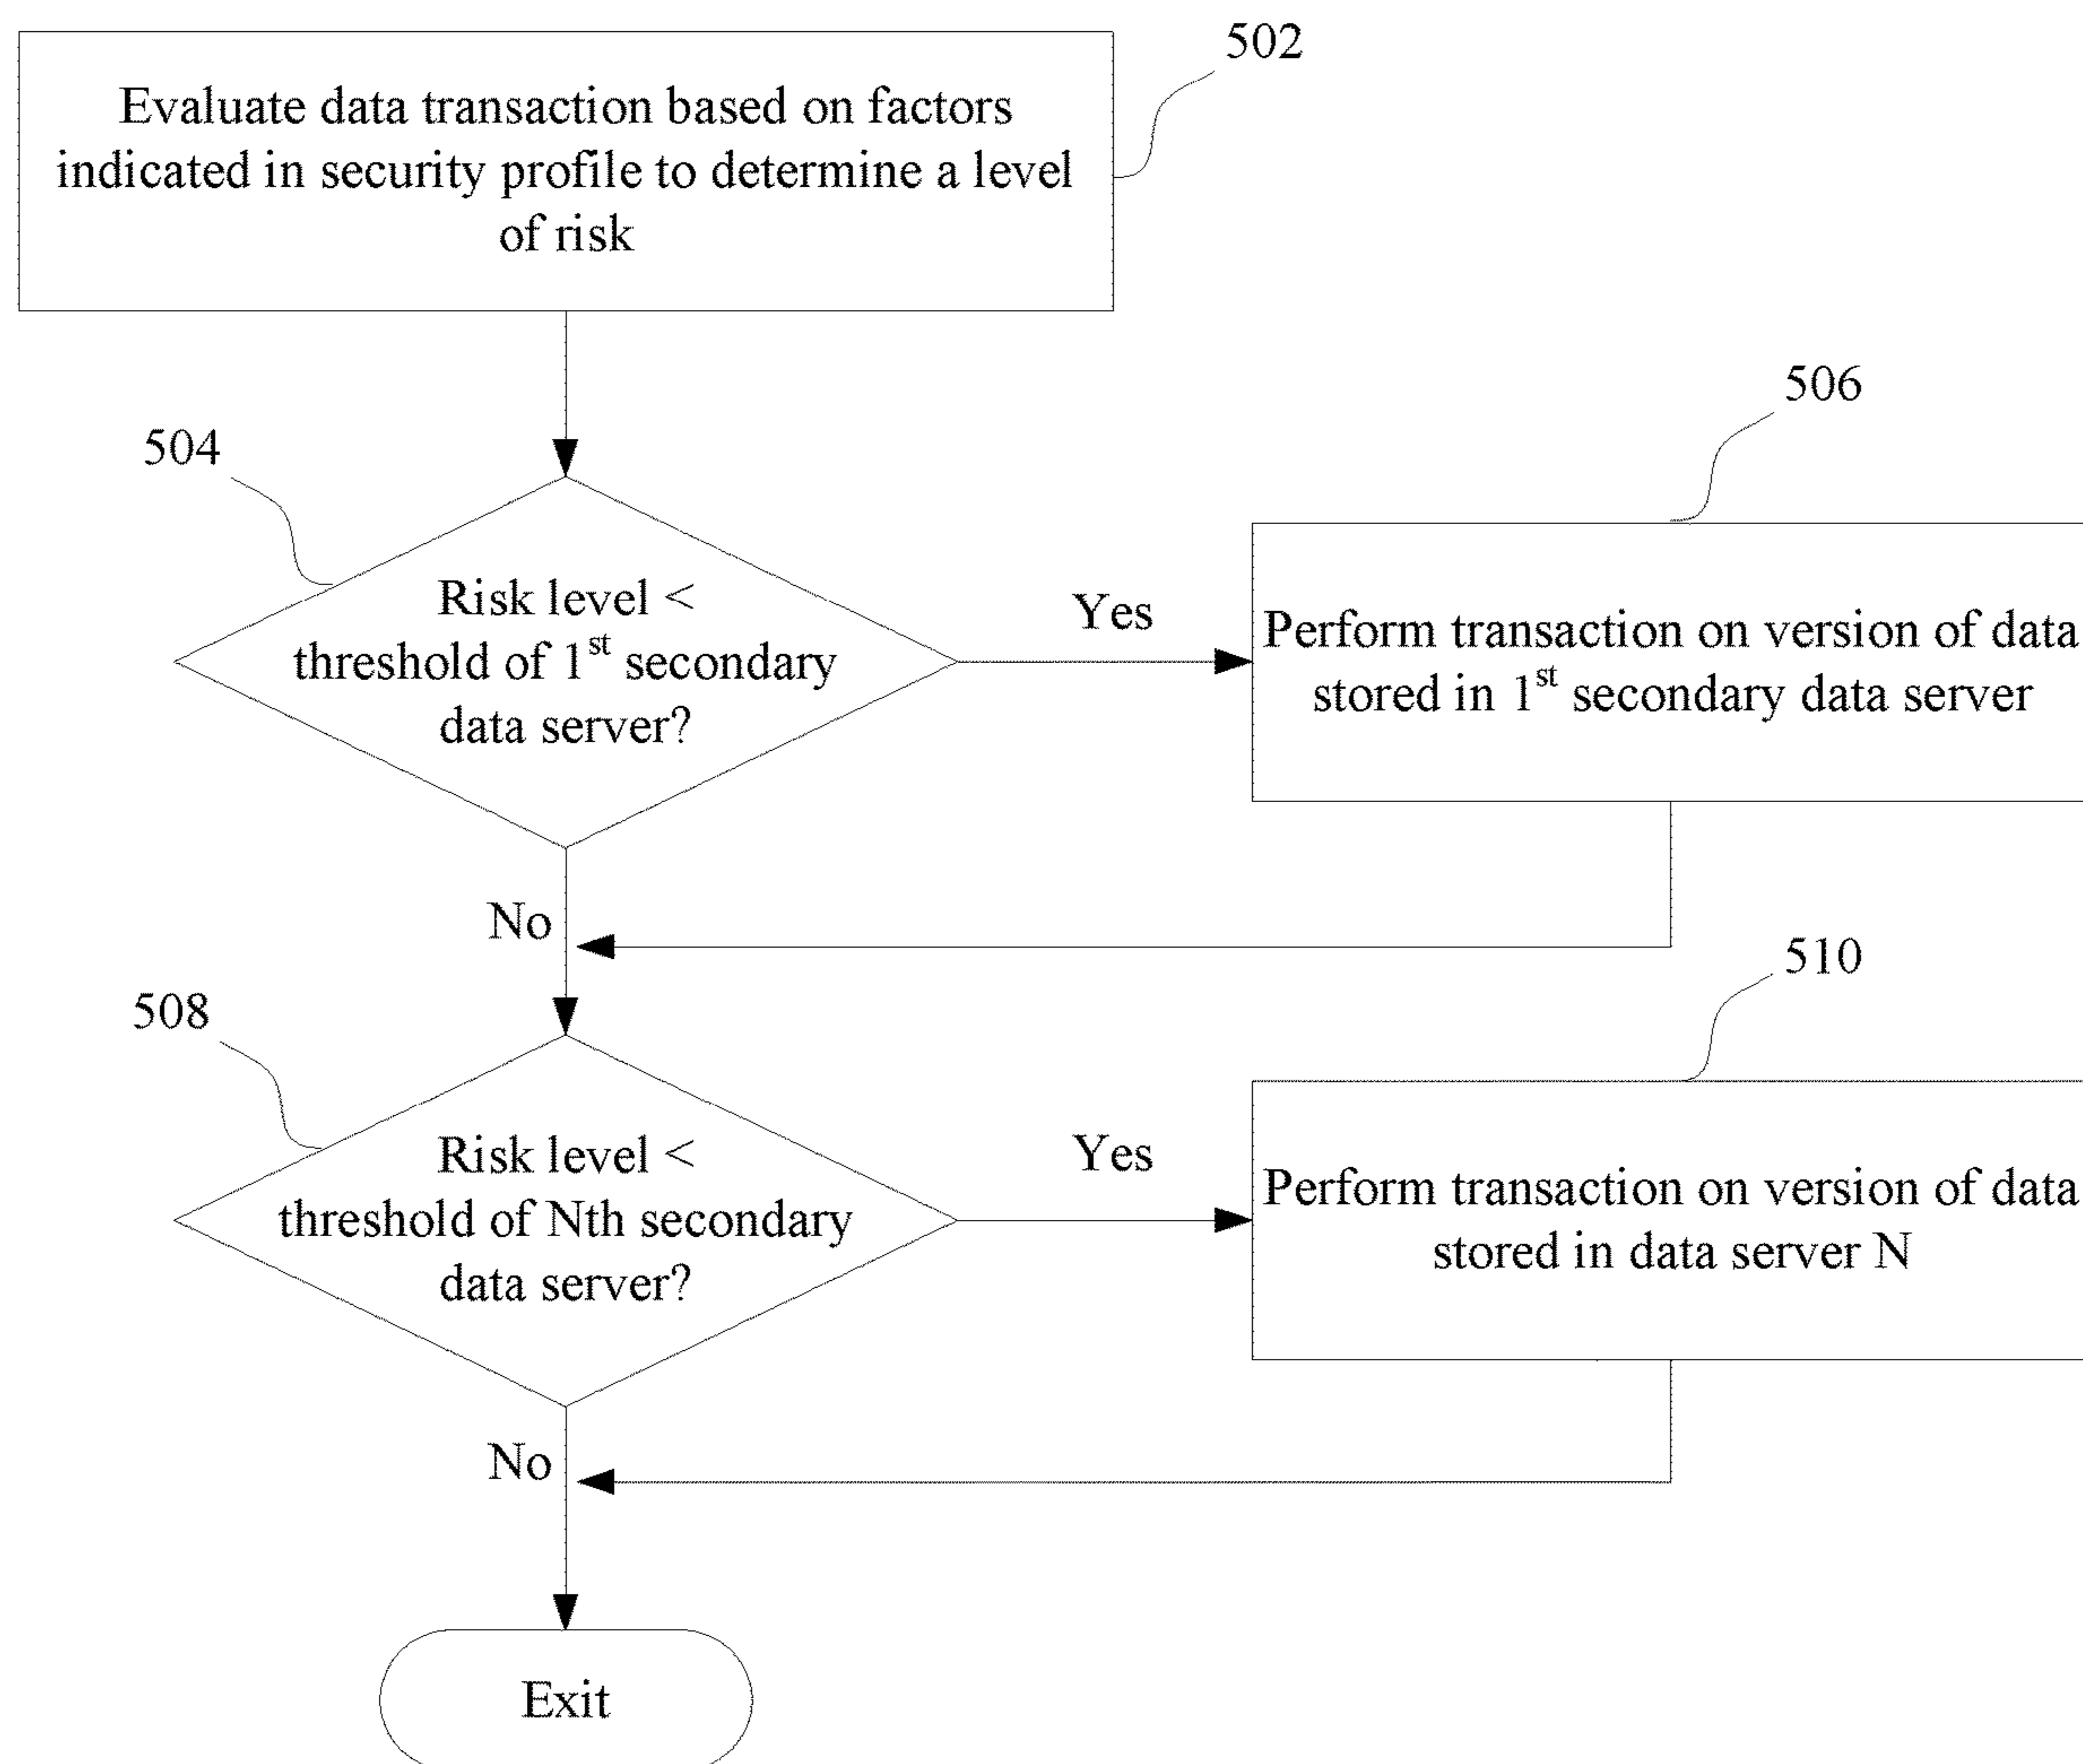 502
Evaluate data transaction based on factors
indicated in security profile to determine a level
of risk
504
Risk level <
threshold of 1st secondary
data server?
Yes
506
Perform transaction on version of data
stored in 1st secondary data server
No
508
Risk level <
threshold of Nth secondary
data server?
Yes
510
Perform transaction on version of data
stored in data server N
No
Exit